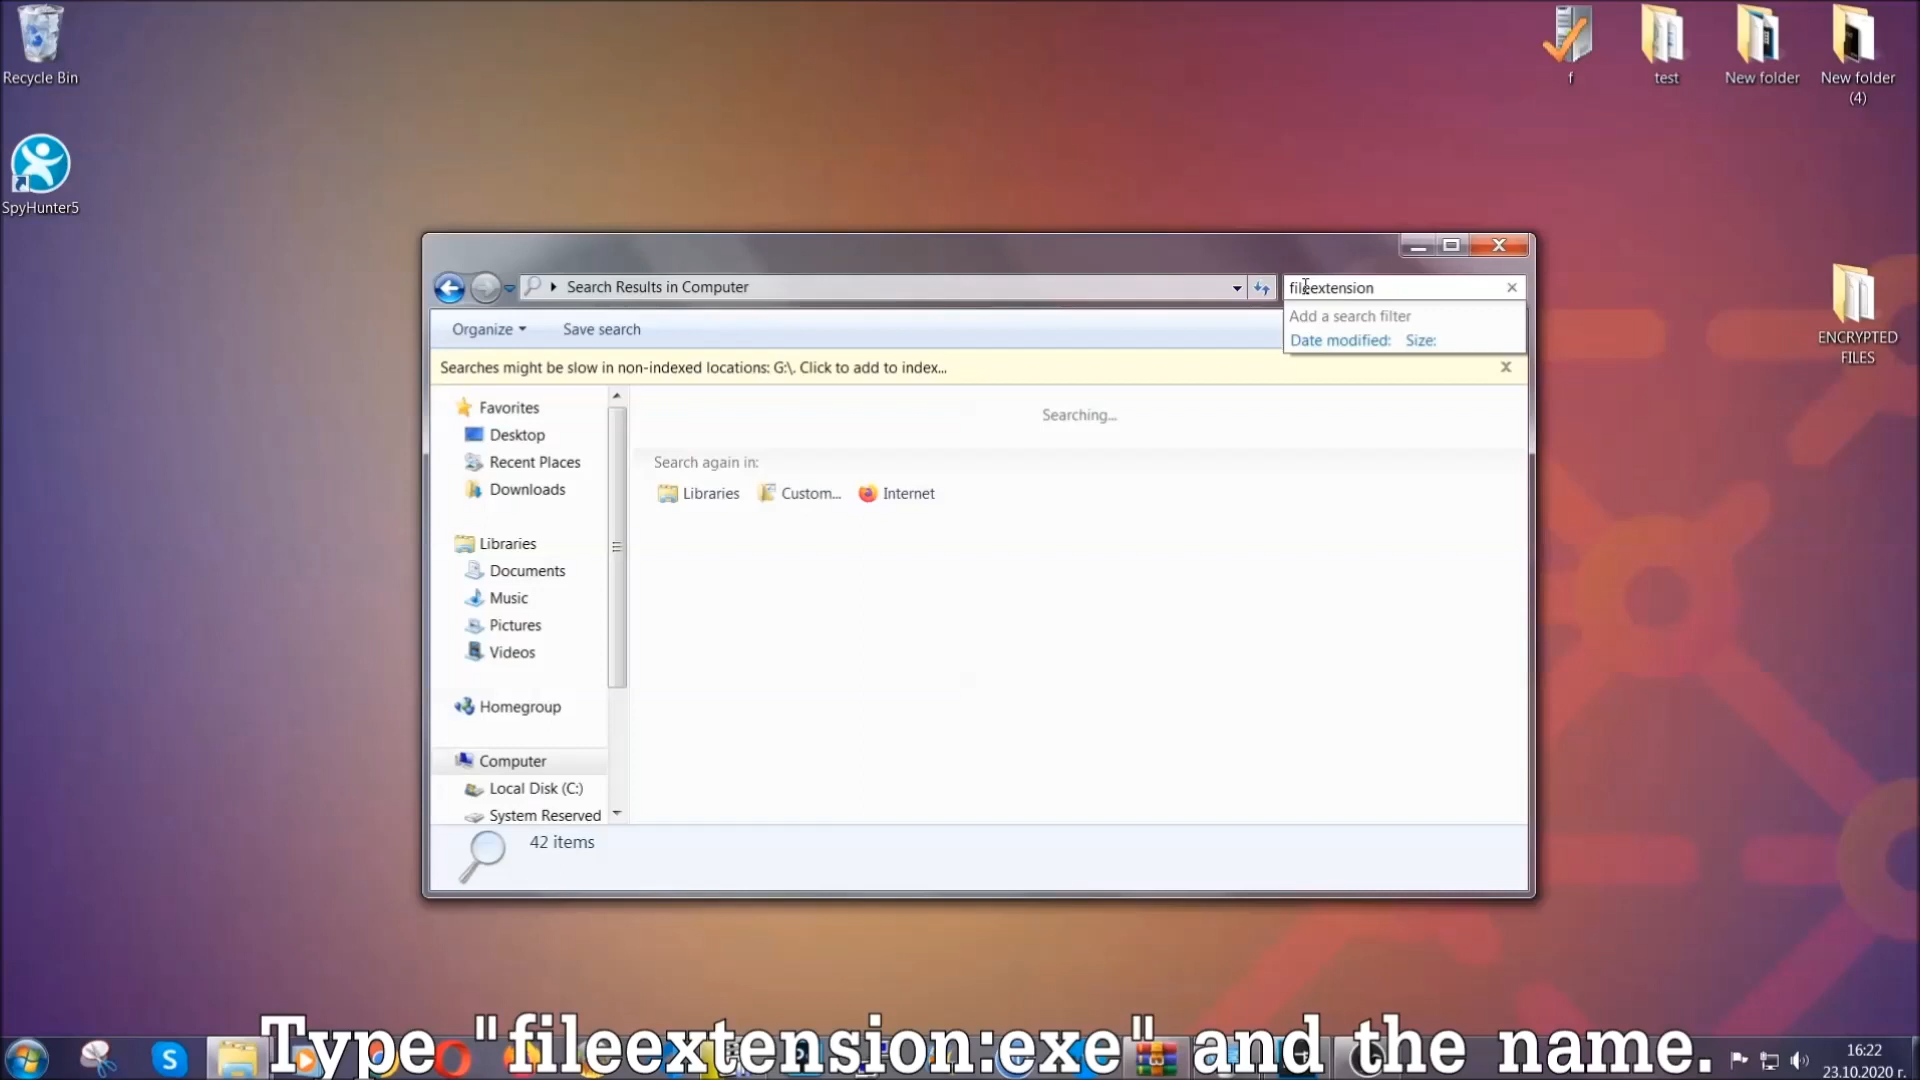 Recycle Bin
SpyHunter5
f
test
New folder
New folder
(4)
ENCRYPTED
FILES
Search Results in Computer
fileextension
Add a search filter
Date modified: Size:
Organize
Save search
Searches might be slow in non-indexed locations: G:\. Click to add to index...
Favorites
Desktop
Recent Places
Downloads
Libraries
Documents
Music
Pictures
Videos
Homegroup
Computer
Local Disk (C:)
System Reserved
Searching...
Search again in:
Libraries
Custom...
Internet
42 items
Type "fileextension:exe" and the name.
16:22
23.10.2020 г.